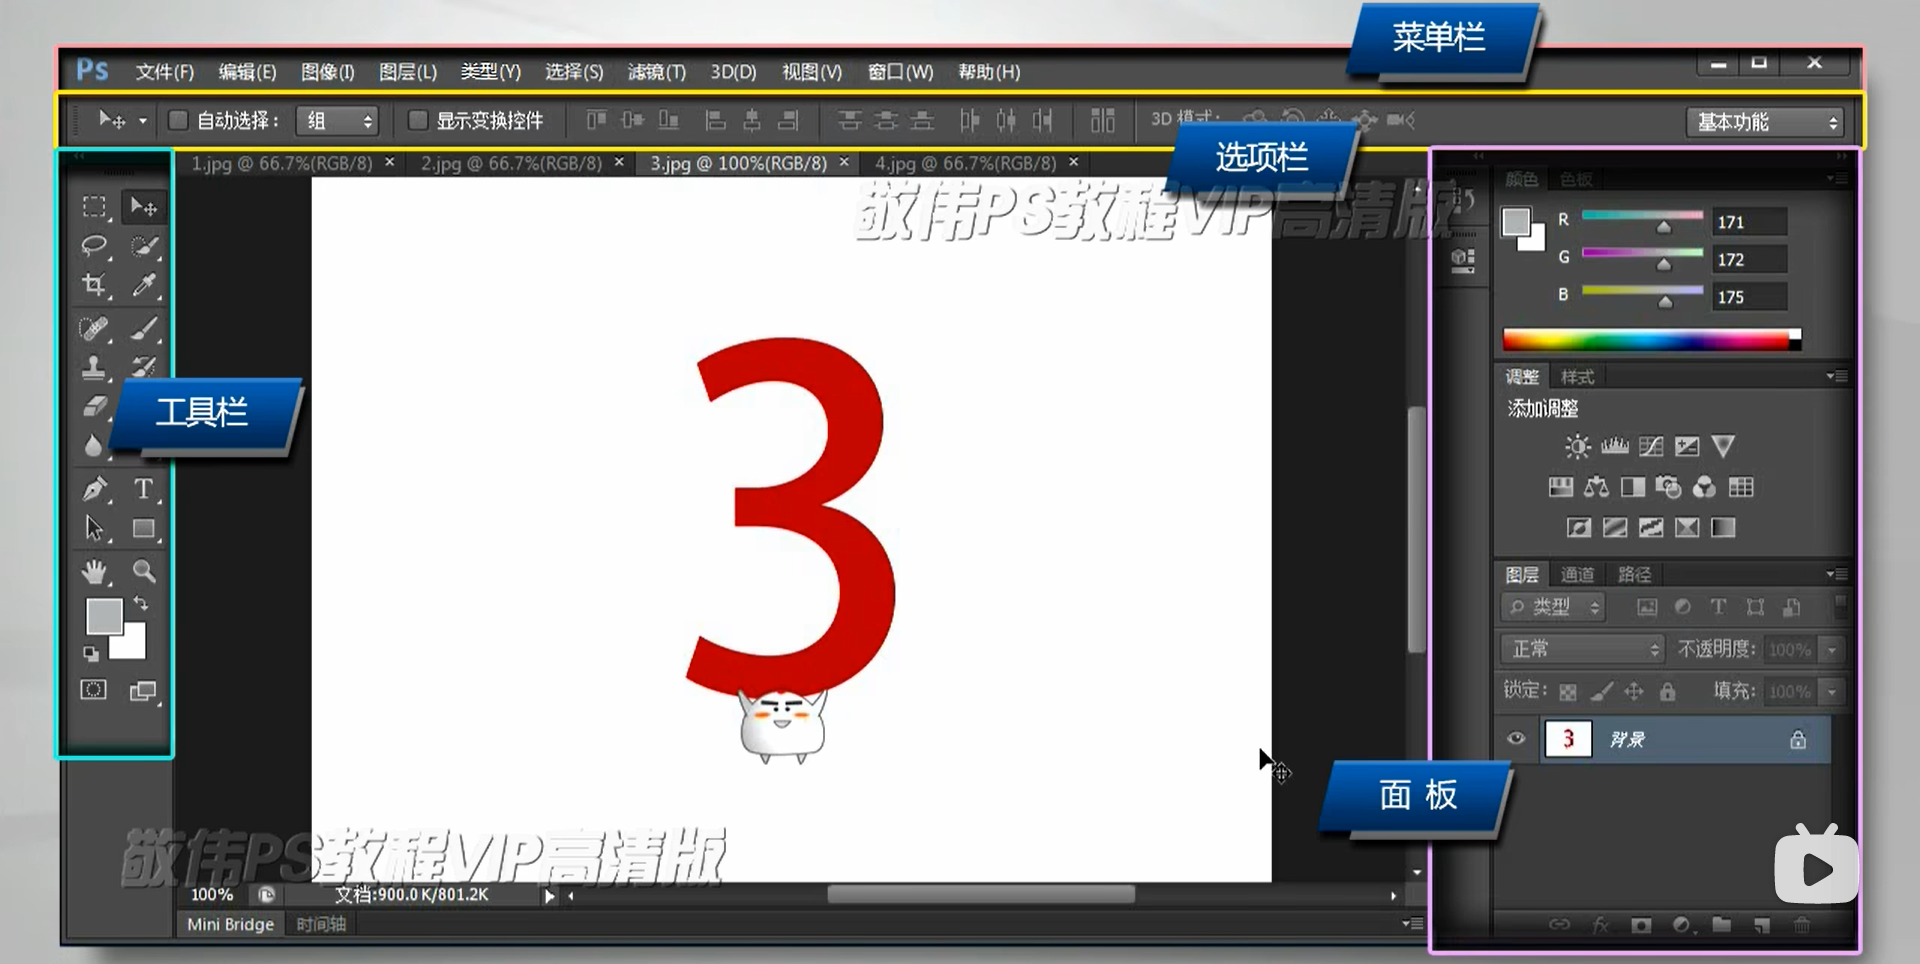 菜单栏
Ps 文件(F) 编辑(E) 图像(I) 图层(L) 类型(Y) 选择(S) 滤镜(T) 3D(D) 视图(V) 窗口(W) 帮助(H)
自动选择： 组 显示变换控件 3D 模式： 基本功能
选项栏
1.jpg @ 66.7%(RGB/8) × 2.jpg @ 66.7%(RGB/8) × 3.jpg @ 100%(RGB/8) × 4.jpg @ 66.7%(RGB/8) ×
敬伟PS教程VIP高清版
颜色 色板
R 171
G 172
B 175
调整 样式
添加调整
工具栏
3
图层 通道 路径
类型
正常 不透明度: 100%
锁定: 填充: 100%
3 背景
面 板
敬伟PS教程VIP高清版
100% 文档:900.0 K/801.2K
Mini Bridge 时间轴
fx